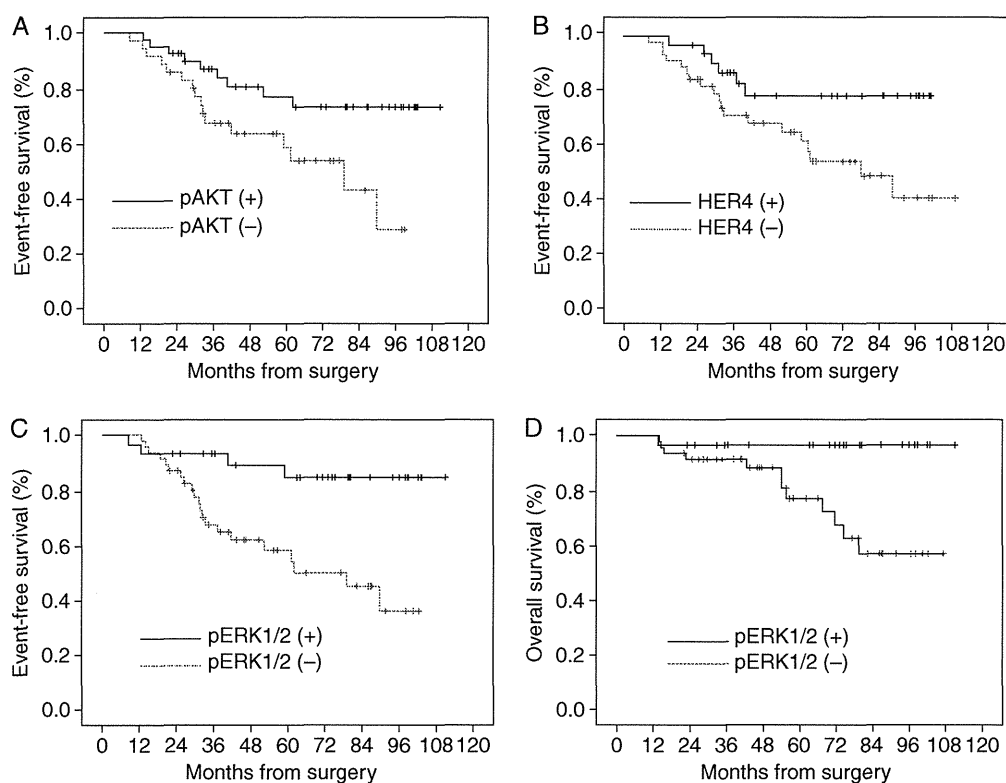 A
Event-free survival (%)
1.0
0.8
0.6
0.4
0.2
0.0
pAKT (+)
pAKT (–)
0 12 24 36 48 60 72 84 96 108 120
Months from surgery
B
Event-free survival (%)
1.0
0.8
0.6
0.4
0.2
0.0
HER4 (+)
HER4 (–)
0 12 24 36 48 60 72 84 96 108 120
Months from surgery
C
Event-free survival (%)
1.0
0.8
0.6
0.4
0.2
0.0
pERK1/2 (+)
pERK1/2 (–)
0 12 24 36 48 60 72 84 96 108 120
Months from surgery
D
Overall survival (%)
1.0
0.8
0.6
0.4
0.2
0.0
pERK1/2 (+)
pERK1/2 (–)
0 12 24 36 48 60 72 84 96 108 120
Months from surgery